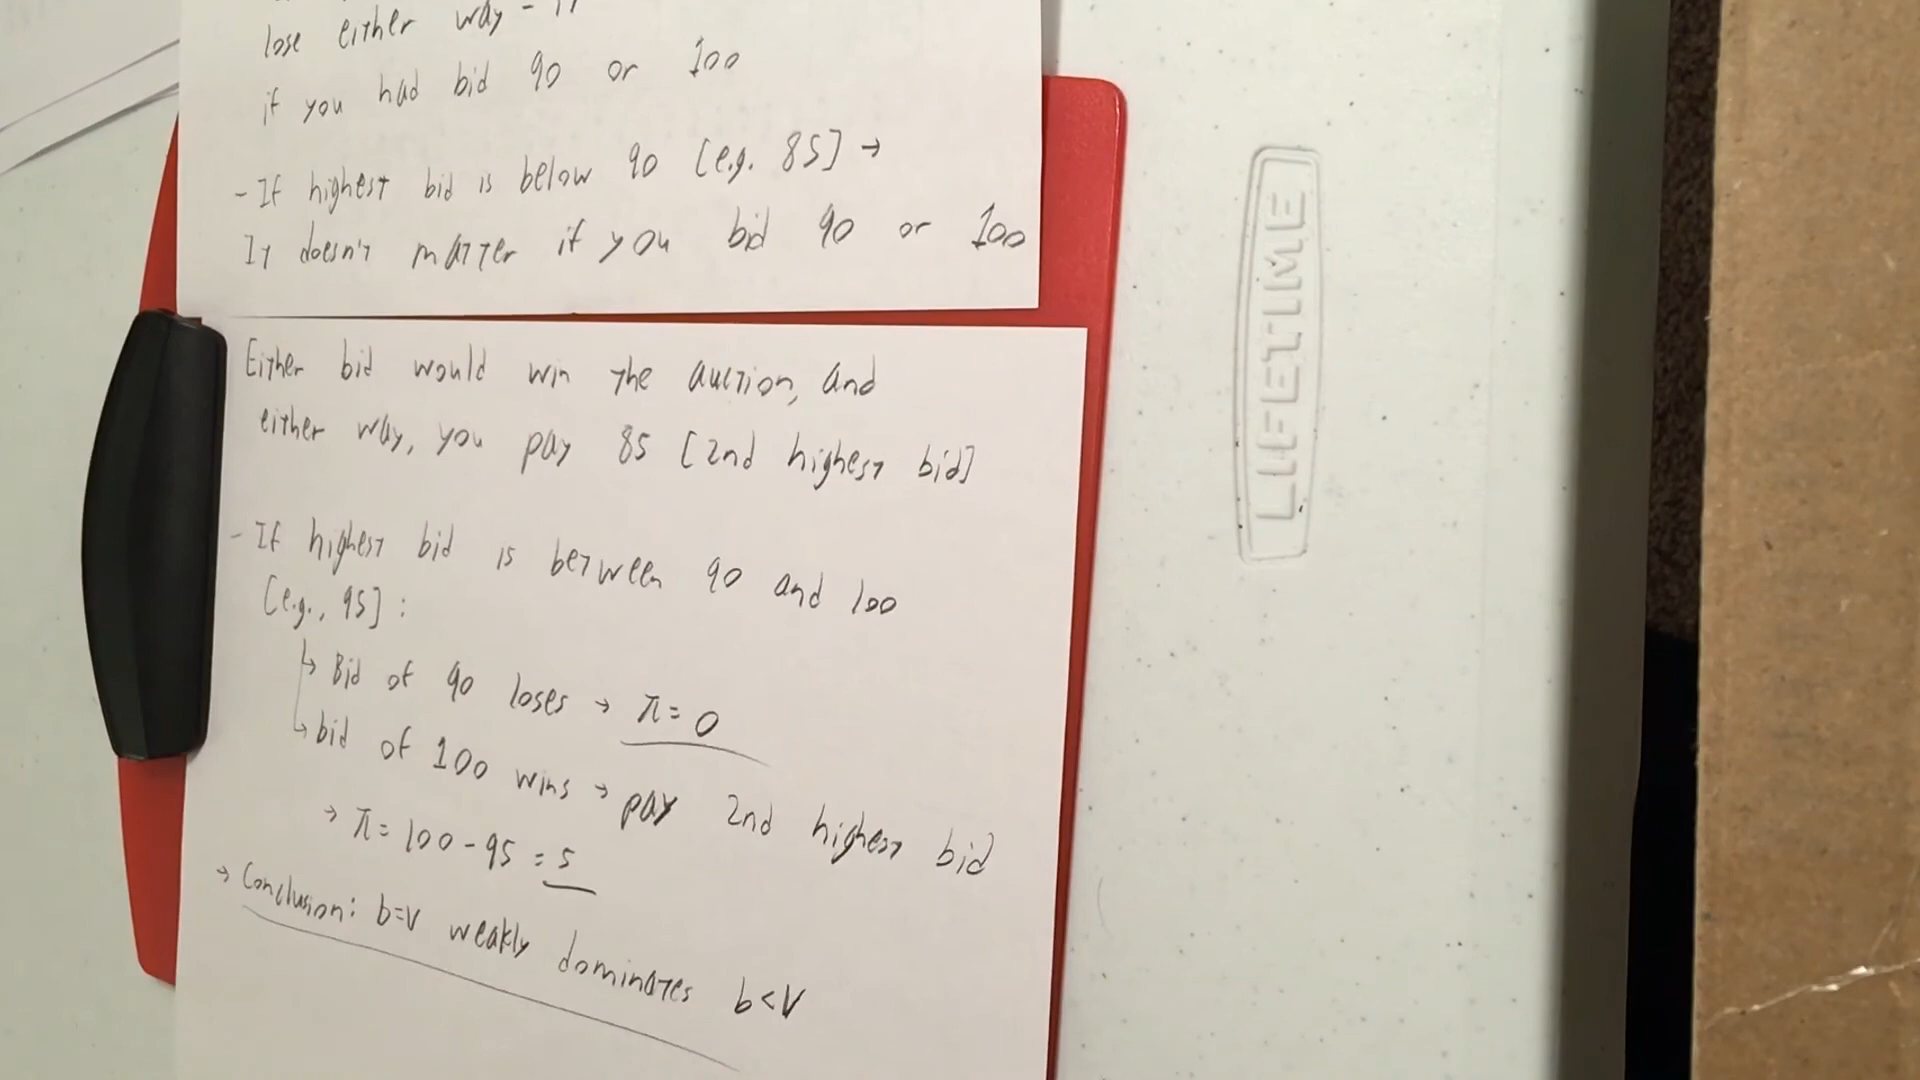 lose either way -
if you had bid 90 or 100
- If highest bid is below 90 [e.g. 85] →
It doesn't matter if you bid 90 or 100
Either bid would win the auction, and
either way, you pay 85 [2nd highest bid]
- If highest bid is between 90 and 100
[e.g., 95] :
↳ Bid of 90 loses → π = 0
↳ bid of 100 wins → pay 2nd highest bid
→ π = 100 - 95 = 5
→ Conclusion: b=v weakly dominates b<v
LIFETIME